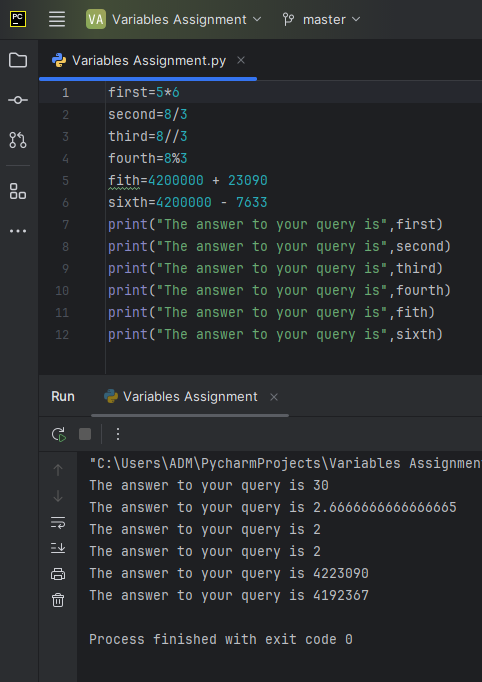 PC
VA Variables Assignment master
Variables Assignment.py
1 first=5*6
2 second=8/3
3 third=8//3
4 fourth=8%3
5 fith=4200000 + 23090
6 sixth=4200000 - 7633
7 print("The answer to your query is",first)
8 print("The answer to your query is",second)
9 print("The answer to your query is",third)
10 print("The answer to your query is",fourth)
11 print("The answer to your query is",fith)
12 print("The answer to your query is",sixth)
Run Variables Assignment
"C:\Users\ADM\PycharmProjects\Variables Assignmen
The answer to your query is 30
The answer to your query is 2.6666666666666665
The answer to your query is 2
The answer to your query is 2
The answer to your query is 4223090
The answer to your query is 4192367
Process finished with exit code 0